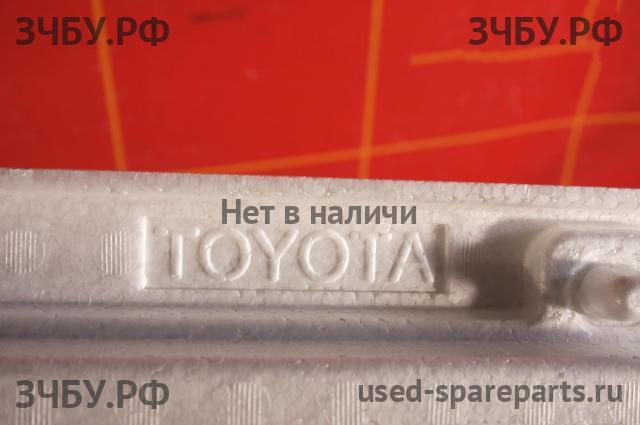 ЗЧБУ.РФ ЗЧБУ.РФ
Нет в наличи
TOYOTA
ЗЧБУ.РФ used-spareparts.ru